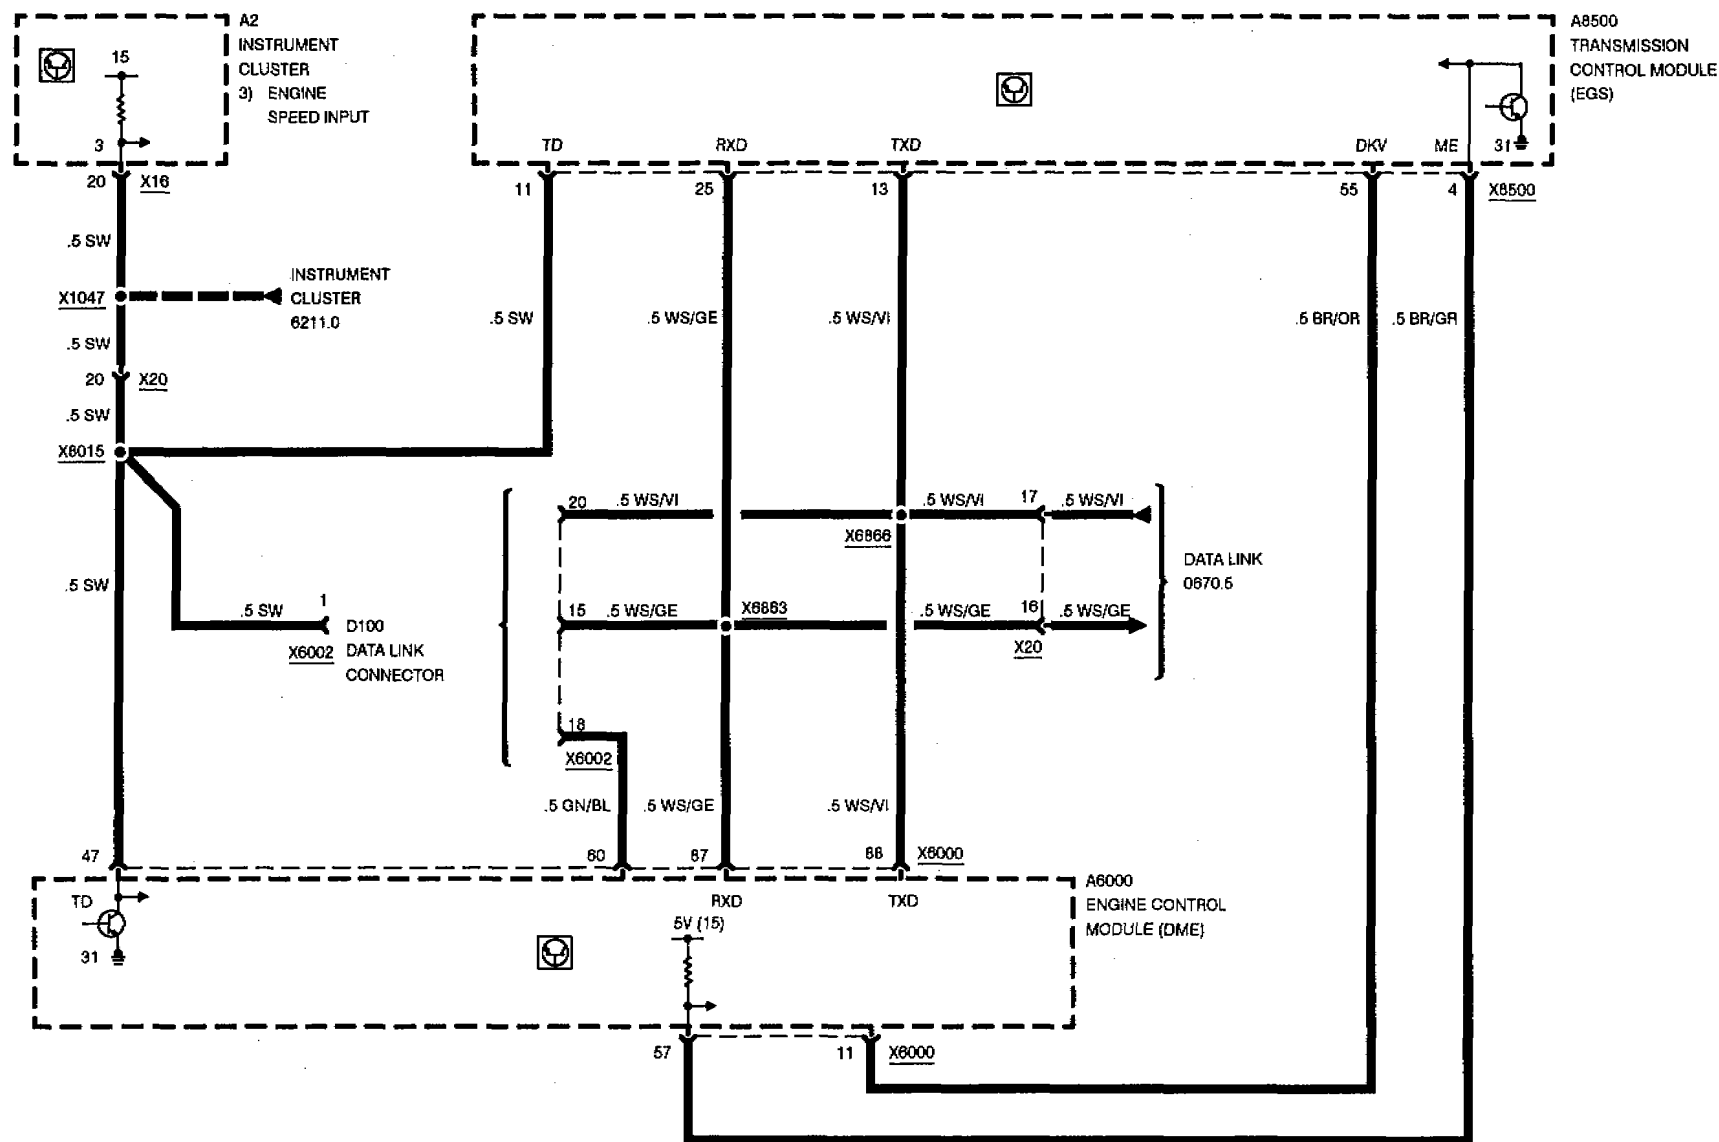 A2
INSTRUMENT
CLUSTER
3) ENGINE
SPEED INPUT
15
3
20 X16
.5 SW
X1047
INSTRUMENT
CLUSTER
6211.0
.5 SW
20 X20
.5 SW
X8015
.5 SW
.5 SW
1
X6002
D100
DATA LINK
CONNECTOR
A8500
TRANSMISSION
CONTROL MODULE
(EGS)
TD RXD TXD DKV ME 31
11 25 13 55 4 X8500
.5 SW .5 WS/GE .5 WS/VI .5 BR/OR .5 BR/GR
20 .5 WS/VI .5 WS/VI 17 .5 WS/VI
X6866
DATA LINK
0670.5
15 .5 WS/GE X6863 .5 WS/GE 16 .5 WS/GE
X20
18
X6002
.5 GN/BL .5 WS/GE .5 WS/VI
47 60 87 88 X6000
TD RXD TXD
31
5V (15)
A6000
ENGINE CONTROL
MODULE (DME)
57 11 X6000